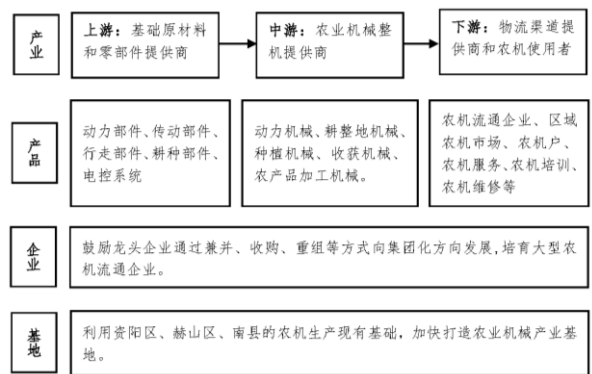 产业
上游：基础原材料
和零部件提供商
中游：农业机械整
机提供商
下游：物流渠道提
供商和农机使用者
产品
动力部件、传动部件、
行走部件、耕种部件、
电控系统
动力机械、耕整地机械、
种植机械、收获机械、
农产品加工机械。
农机流通企业、区域
农机市场、农机户、
农机服务、农机培训、
农机维修等
企业
鼓励龙头企业通过兼并、收购、重组等方式向集团化方向发展,培育大型农
机流通企业。
基地
利用资阳区、赫山区、南县的农机生产现有基础，加快打造农业机械产业基
地。